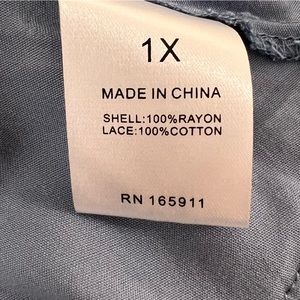 1X
MADE IN CHINA
SHELL:100%RAYON
LACE:100%COTTON
RN 165911